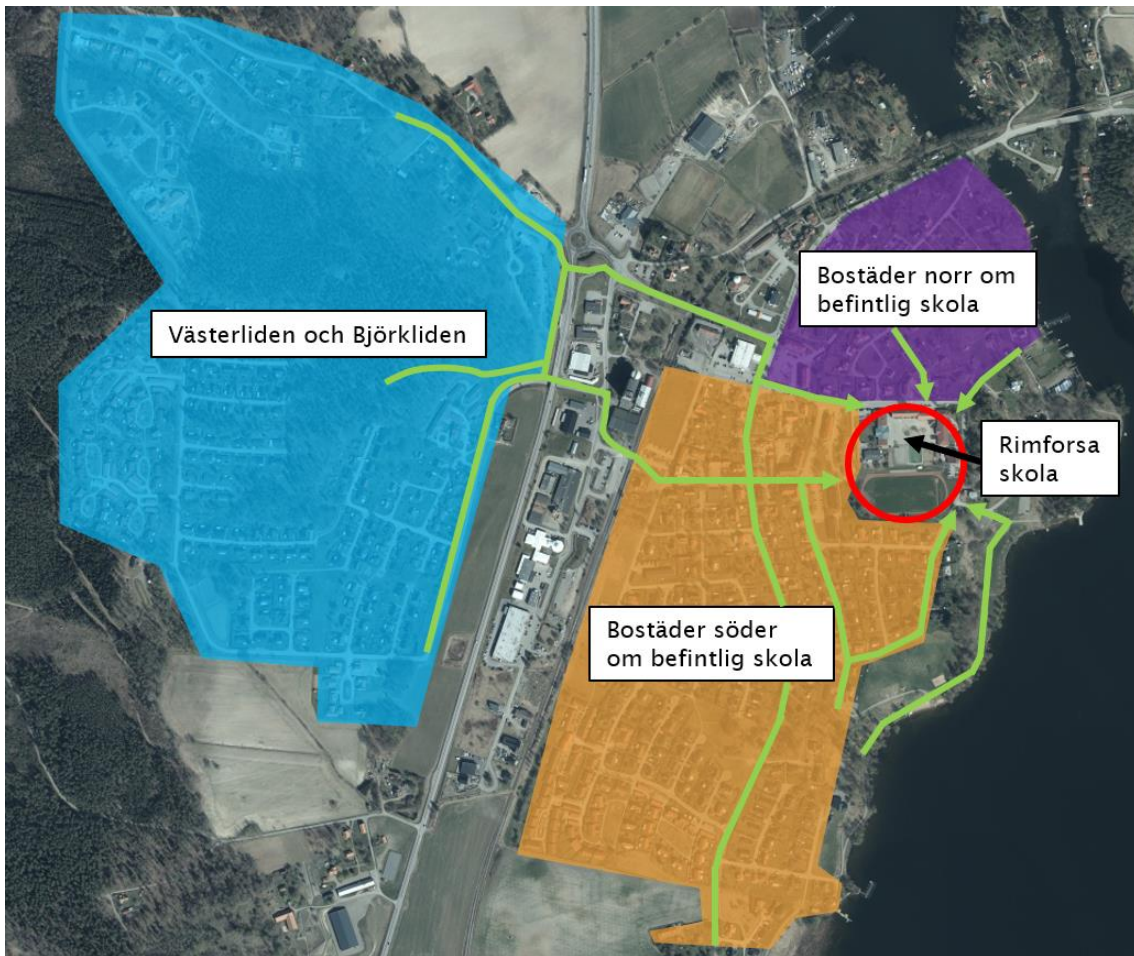 Bostäder norr om
befintlig skola
Västerliden och Björkliden
Rimforsa
skola
Bostäder söder
om befintlig skola